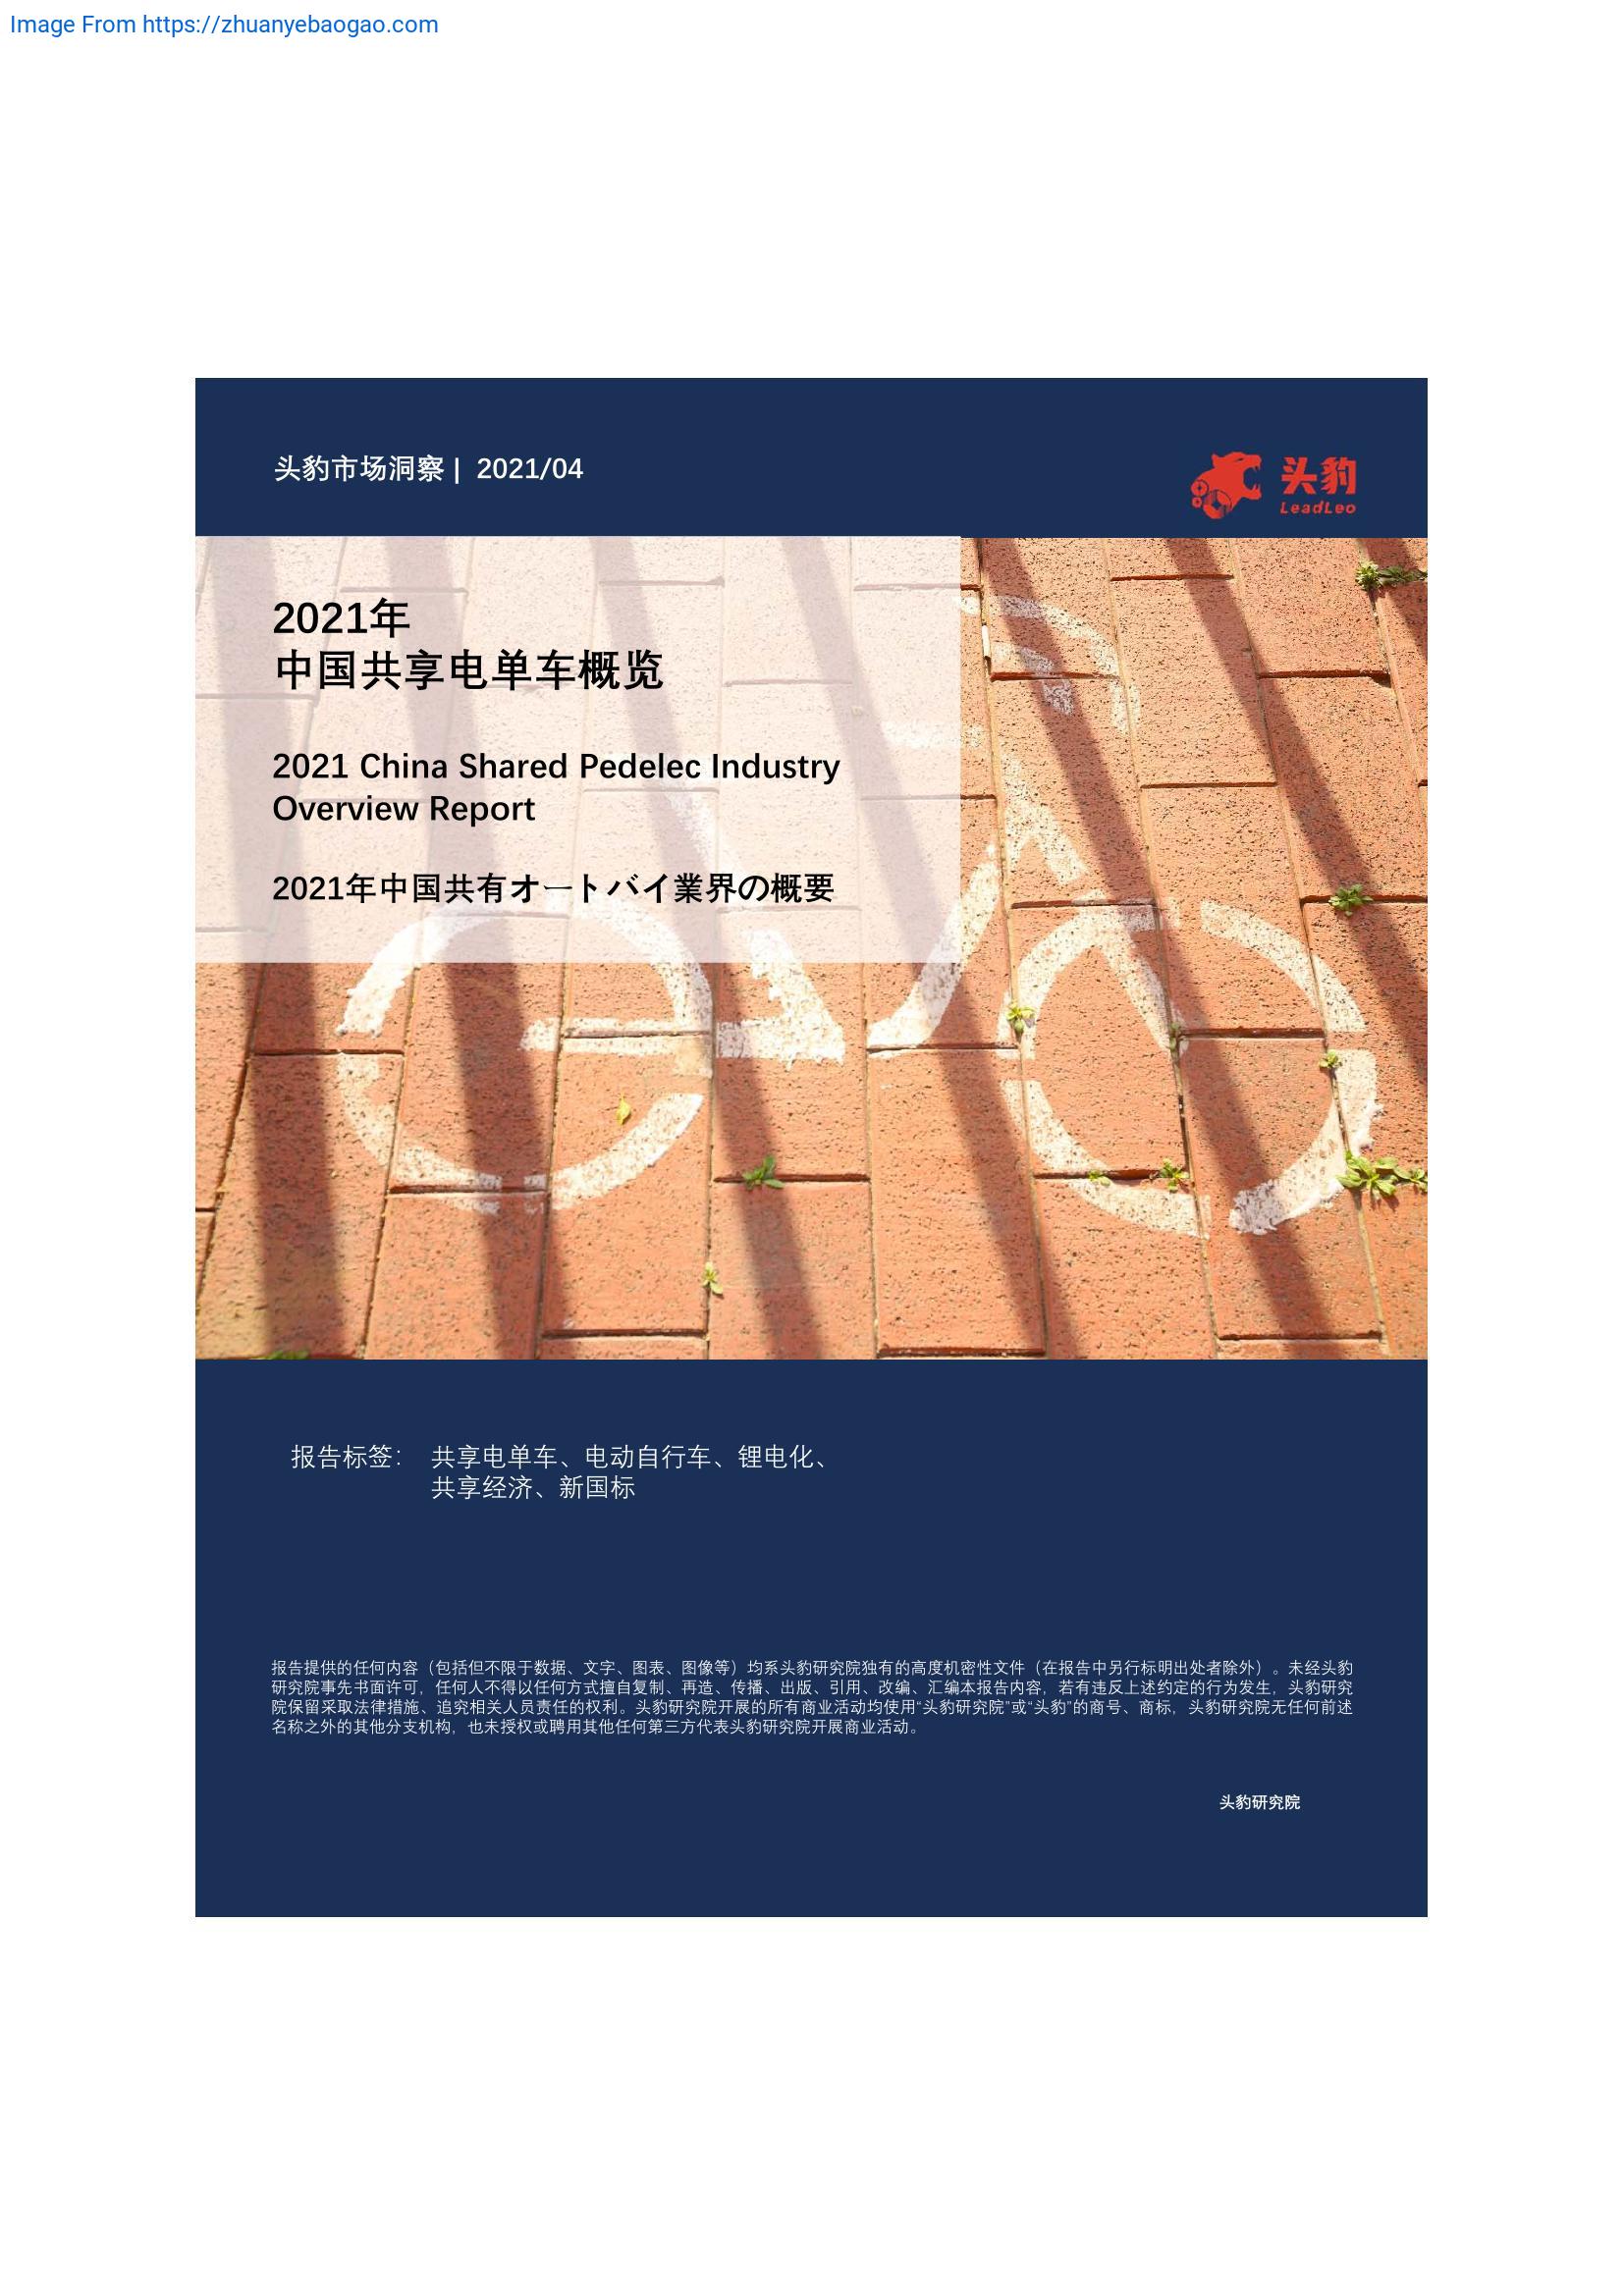 Image From https://zhuanyebaogao.com
头豹市场洞察 | 2021/04
头豹
LeadLeo
2021年
中国共享电单车概览
2021 China Shared Pedelec Industry
Overview Report
2021年中国共有オートバイ業界の概要
报告标签： 共享电单车、电动自行车、锂电化、
共享经济、新国标
报告提供的任何内容（包括但不限于数据、文字、图表、图像等）均系头豹研究院独有的高度机密性文件（在报告中另行标明出处者除外）。未经头豹
研究院事先书面许可，任何人不得以任何方式擅自复制、再造、传播、出版、引用、改编、汇编本报告内容，若有违反上述约定的行为发生，头豹研究
院保留采取法律措施、追究相关人员责任的权利。头豹研究院开展的所有商业活动均使用“头豹研究院”或“头豹”的商号、商标，头豹研究院无任何前述
名称之外的其他分支机构，也未授权或聘用其他任何第三方代表头豹研究院开展商业活动。
头豹研究院